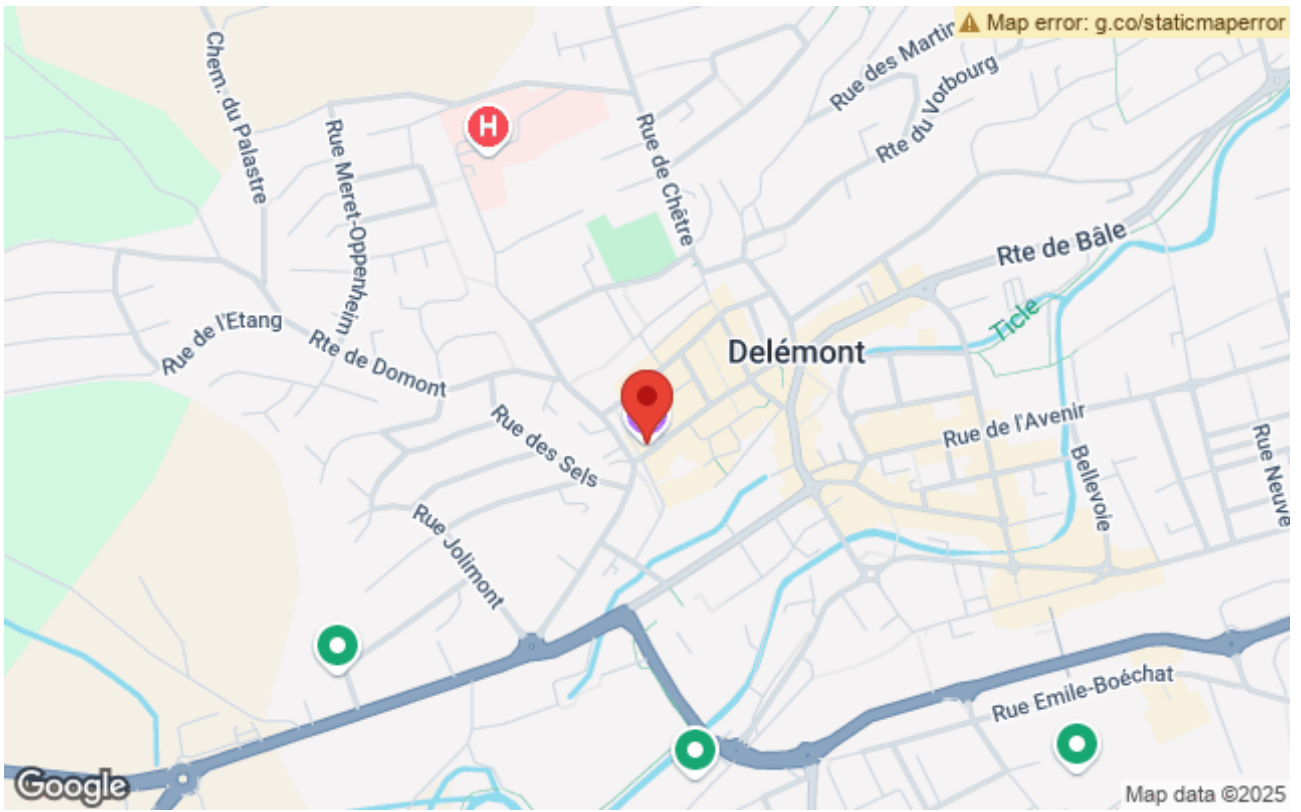 Map error: g.co/staticmaperror
Chem. du Palastre
Rue Meret-Oppenheim
H
Rue de Chêtre
Rue des Martin
Rte du Vorbourg
Rte de Bâle
Ticle
Rue de l'Etang
Rte de Domont
Delémont
Rue des Sels
Rue de l'Avenir
Bellevoie
Rue Neuve
Rue Jolimont
Rue Emile-Boéchat
Google
Map data ©2025